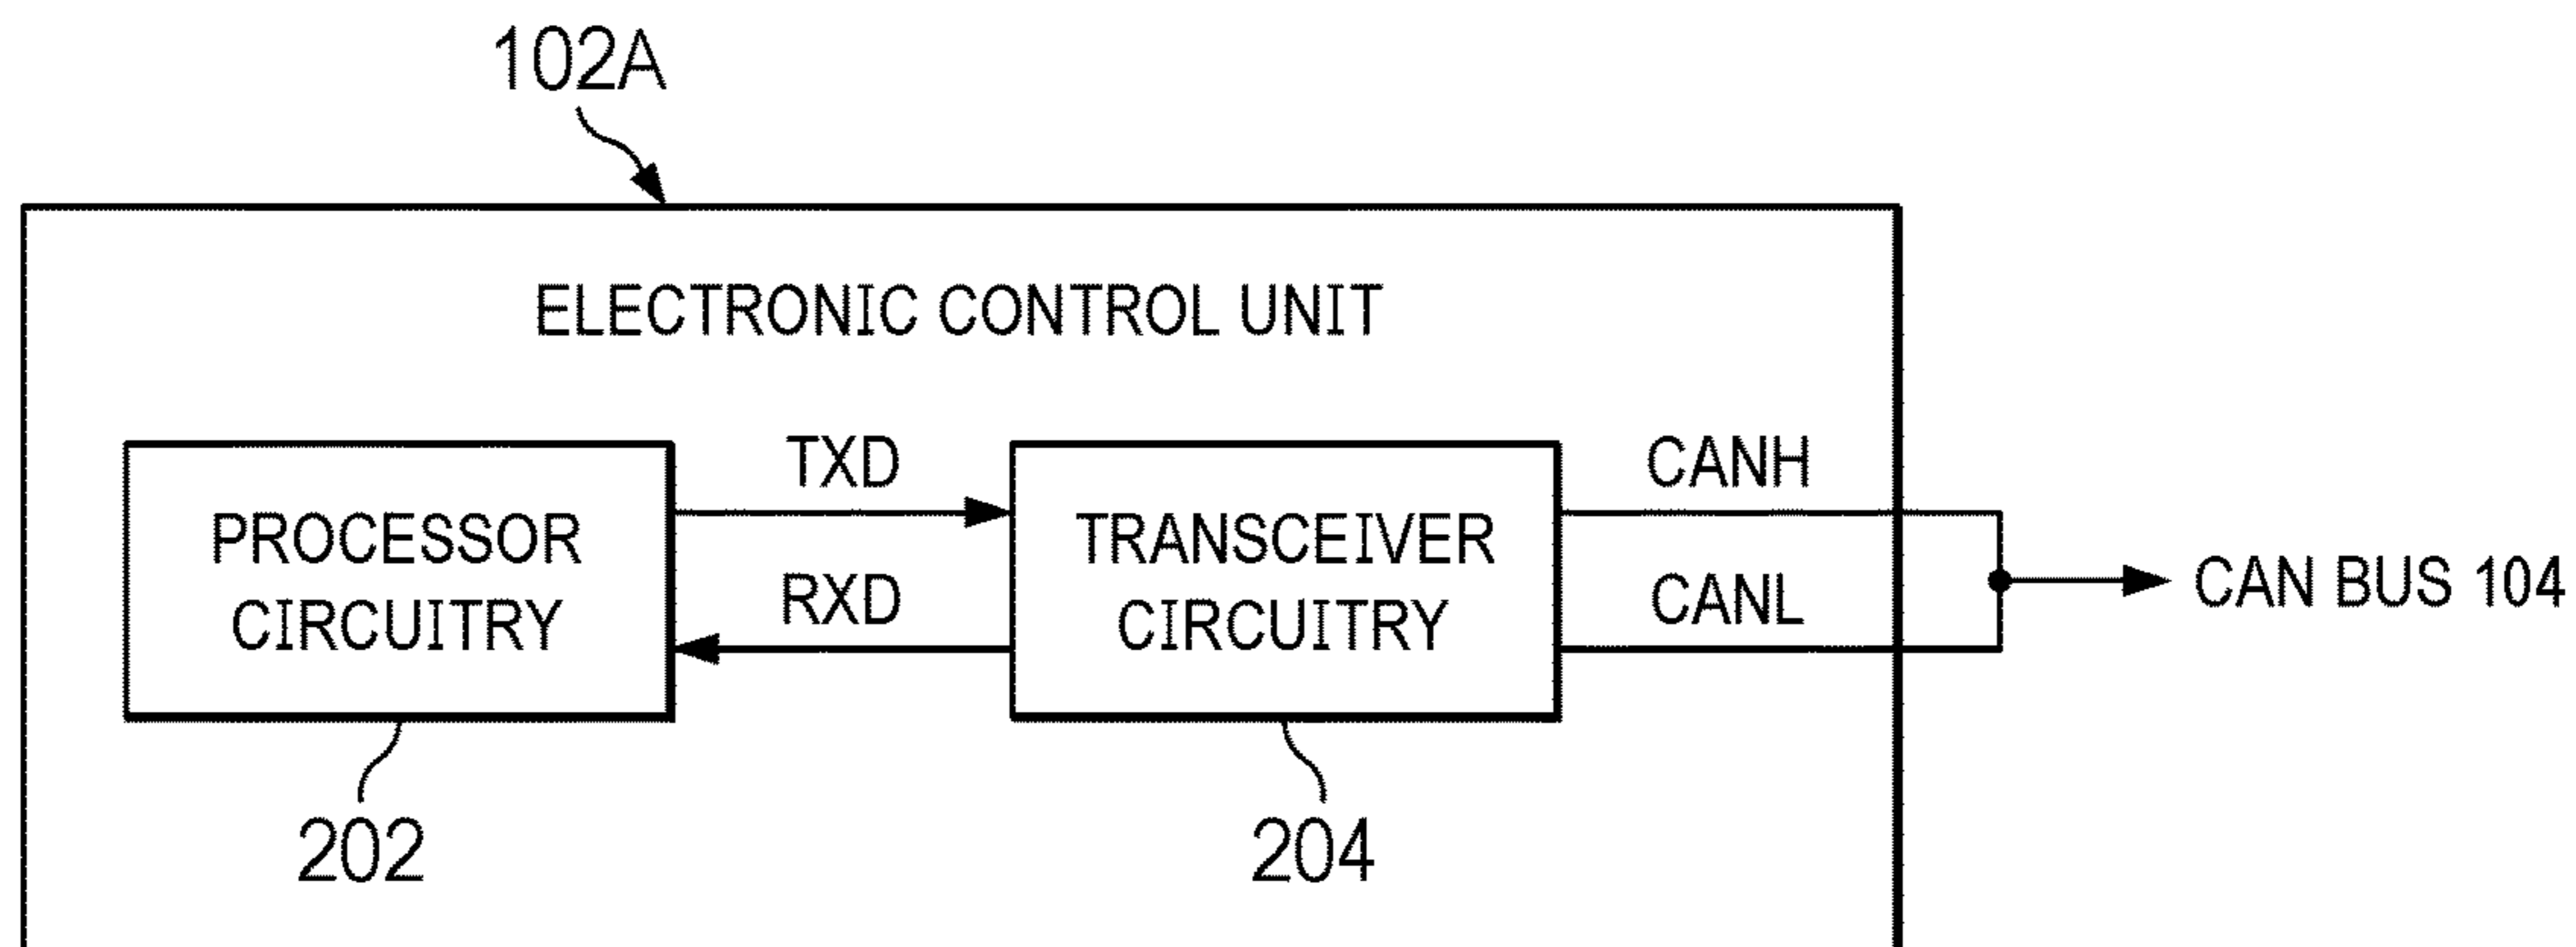 102A
ELECTRONIC CONTROL UNIT
TXD
CANH
PROCESSOR
CIRCUITRY
TRANSCEIVER
CIRCUITRY
CAN BUS 104
RXD
CANL
202
204